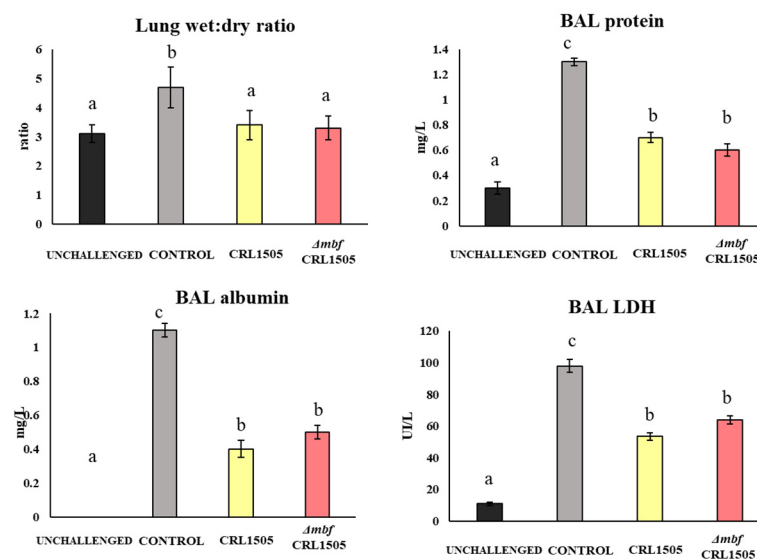 Lung wet:dry ratio
ratio
6
5
4
3
2
1
0
a
b
a
a
UNCHALLENGED CONTROL CRL1505 Δmbf
CRL1505
BAL protein
mg/L
1.4
1.2
1
0.8
0.6
0.4
0.2
0
a
c
b
b
UNCHALLENGED CONTROL CRL1505 Δmbf
CRL1505
BAL albumin
mg/L
1.2
1
0.8
0.6
0.4
0.2
0
a
c
b
b
UNCHALLENGED CONTROL CRL1505 Δmbf
CRL1505
BAL LDH
UI/L
120
100
80
60
40
20
0
a
c
b
b
UNCHALLENGED CONTROL CRL1505 Δmbf
CRL1505